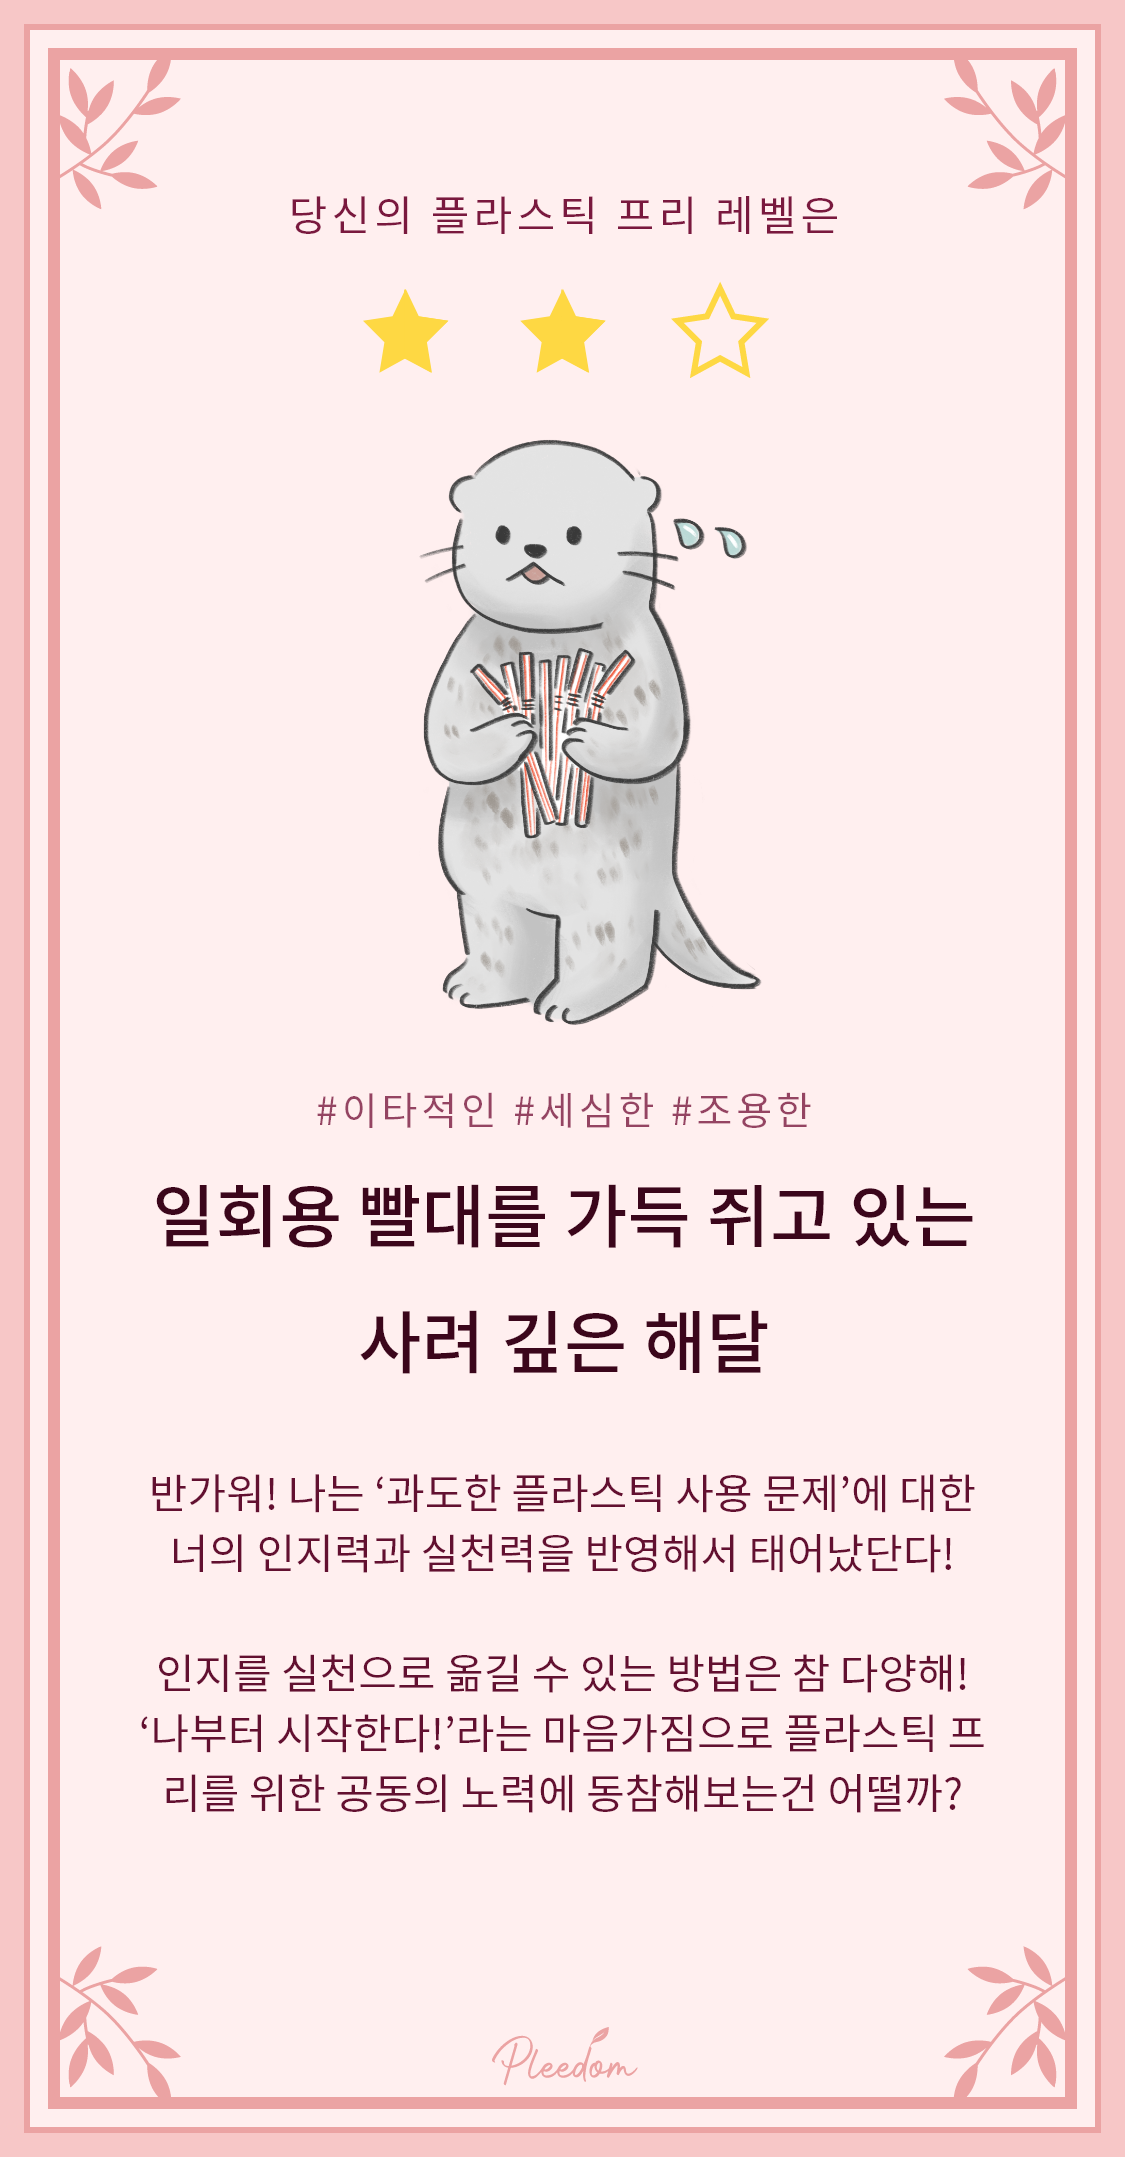 당신의 플라스틱 프리 레벨은
#이타적인 #세심한 #조용한
일회용 빨대를 가득 쥐고 있는
사려 깊은 해달
반가워! 나는 ‘과도한 플라스틱 사용 문제’에 대한
너의 인지력과 실천력을 반영해서 태어났단다!
인지를 실천으로 옮길 수 있는 방법은 참 다양해!
‘나부터 시작한다!’라는 마음가짐으로 플라스틱 프
리를 위한 공동의 노력에 동참해보는건 어떨까?
Pleedom